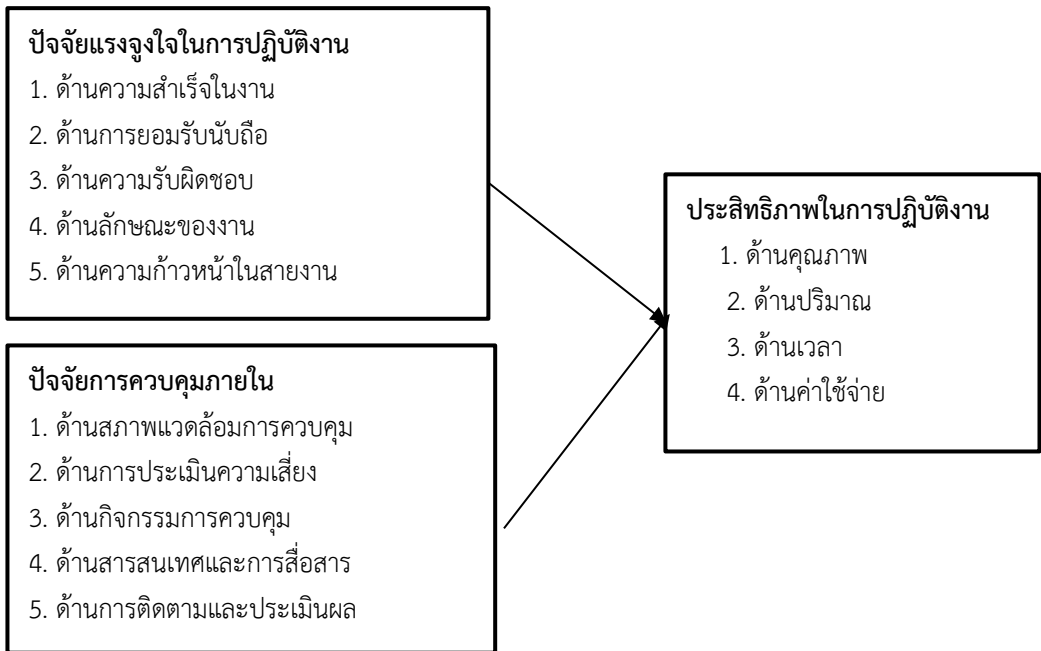 ปัจจัยแรงจูงใจในการปฏิบัติงาน
1. ด้านความสำเร็จในงาน
2. ด้านการยอมรับนับถือ
3. ด้านความรับผิดชอบ
4. ด้านลักษณะของงาน
5. ด้านความก้าวหน้าในสายงาน
ปัจจัยการควบคุมภายใน
1. ด้านสภาพแวดล้อมการควบคุม
2. ด้านการประเมินความเสี่ยง
3. ด้านกิจกรรมการควบคุม
4. ด้านสารสนเทศและการสื่อสาร
5. ด้านการติดตามและประเมินผล
ประสิทธิภาพในการปฏิบัติงาน
1. ด้านคุณภาพ
2. ด้านปริมาณ
3. ด้านเวลา
4. ด้านค่าใช้จ่าย